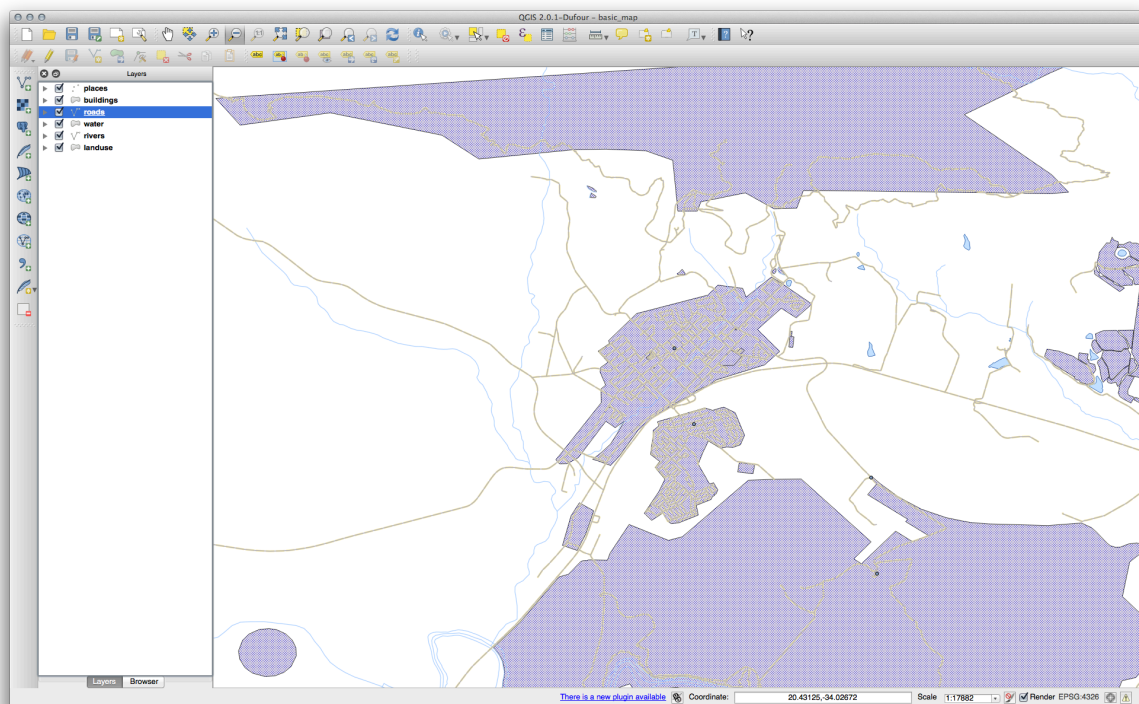 QGIS 2.0.1-Dufour - basic_map
Layers
places
buildings
roads
water
rivers
landuse
Layers Browser
There is a new plugin available Coordinate: 20.43125,-34.02672 Scale 1:17882 Render EPSG:4326